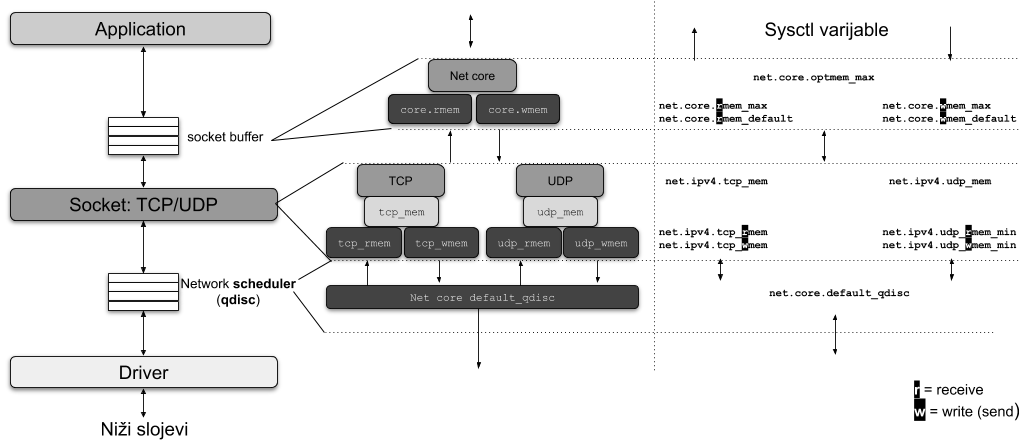 Application
socket buffer
Socket: TCP/UDP
Network scheduler
(qdisc)
Driver
Niži slojevi
Net core
core.rmem
core.wmem
TCP
UDP
tcp_mem
udp_mem
tcp_rmem
tcp_wmem
udp_rmem
udp_wmem
Net core default_qdisc
Sysctl varijable
net.core.optmem_max
net.core.rmem_max
net.core.rmem_default
net.core.wmem_max
net.core.wmem_default
net.ipv4.tcp_mem
net.ipv4.udp_mem
net.ipv4.tcp_rmem
net.ipv4.tcp_wmem
net.ipv4.udp_rmem_min
net.ipv4.udp_wmem_min
net.core.default_qdisc
r = receive
w = write (send)